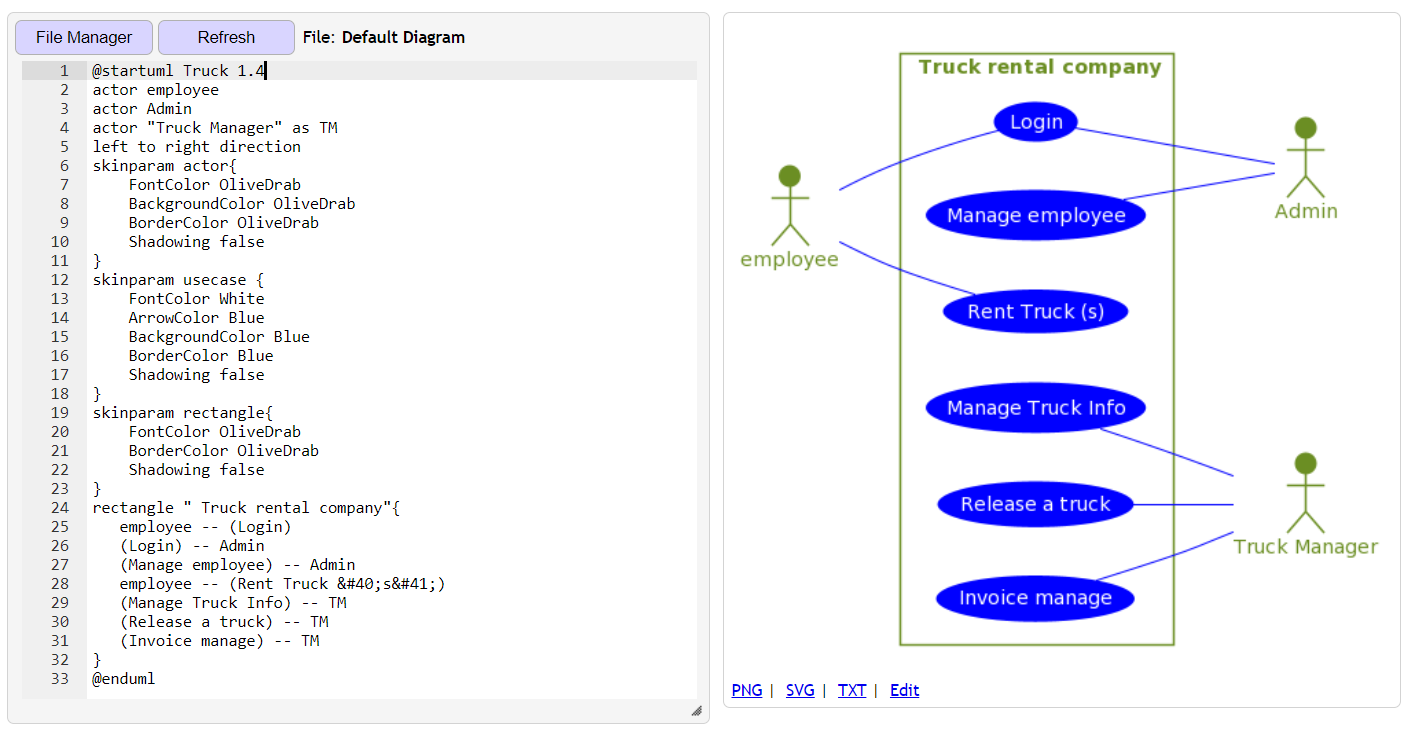 File Manager Refresh File: Default Diagram
1 @startuml Truck 1.4
2 actor employee
3 actor Admin
4 actor "Truck Manager" as TM
5 left to right direction
6 skinparam actor{
7 FontColor OliveDrab
8 BackgroundColor OliveDrab
9 BorderColor OliveDrab
10 Shadowing false
11 }
12 skinparam usecase {
13 FontColor White
14 ArrowColor Blue
15 BackgroundColor Blue
16 BorderColor Blue
17 Shadowing false
18 }
19 skinparam rectangle{
20 FontColor OliveDrab
21 BorderColor OliveDrab
22 Shadowing false
23 }
24 rectangle " Truck rental company"{
25 employee -- (Login)
26 (Login) -- Admin
27 (Manage employee) -- Admin
28 employee -- (Rent Truck &#40;s&#41;)
29 (Manage Truck Info) -- TM
30 (Release a truck) -- TM
31 (Invoice manage) -- TM
32 }
33 @enduml
Truck rental company
Login
Manage employee
Rent Truck (s)
Manage Truck Info
Release a truck
Invoice manage
employee
Admin
Truck Manager
PNG | SVG | TXT | Edit